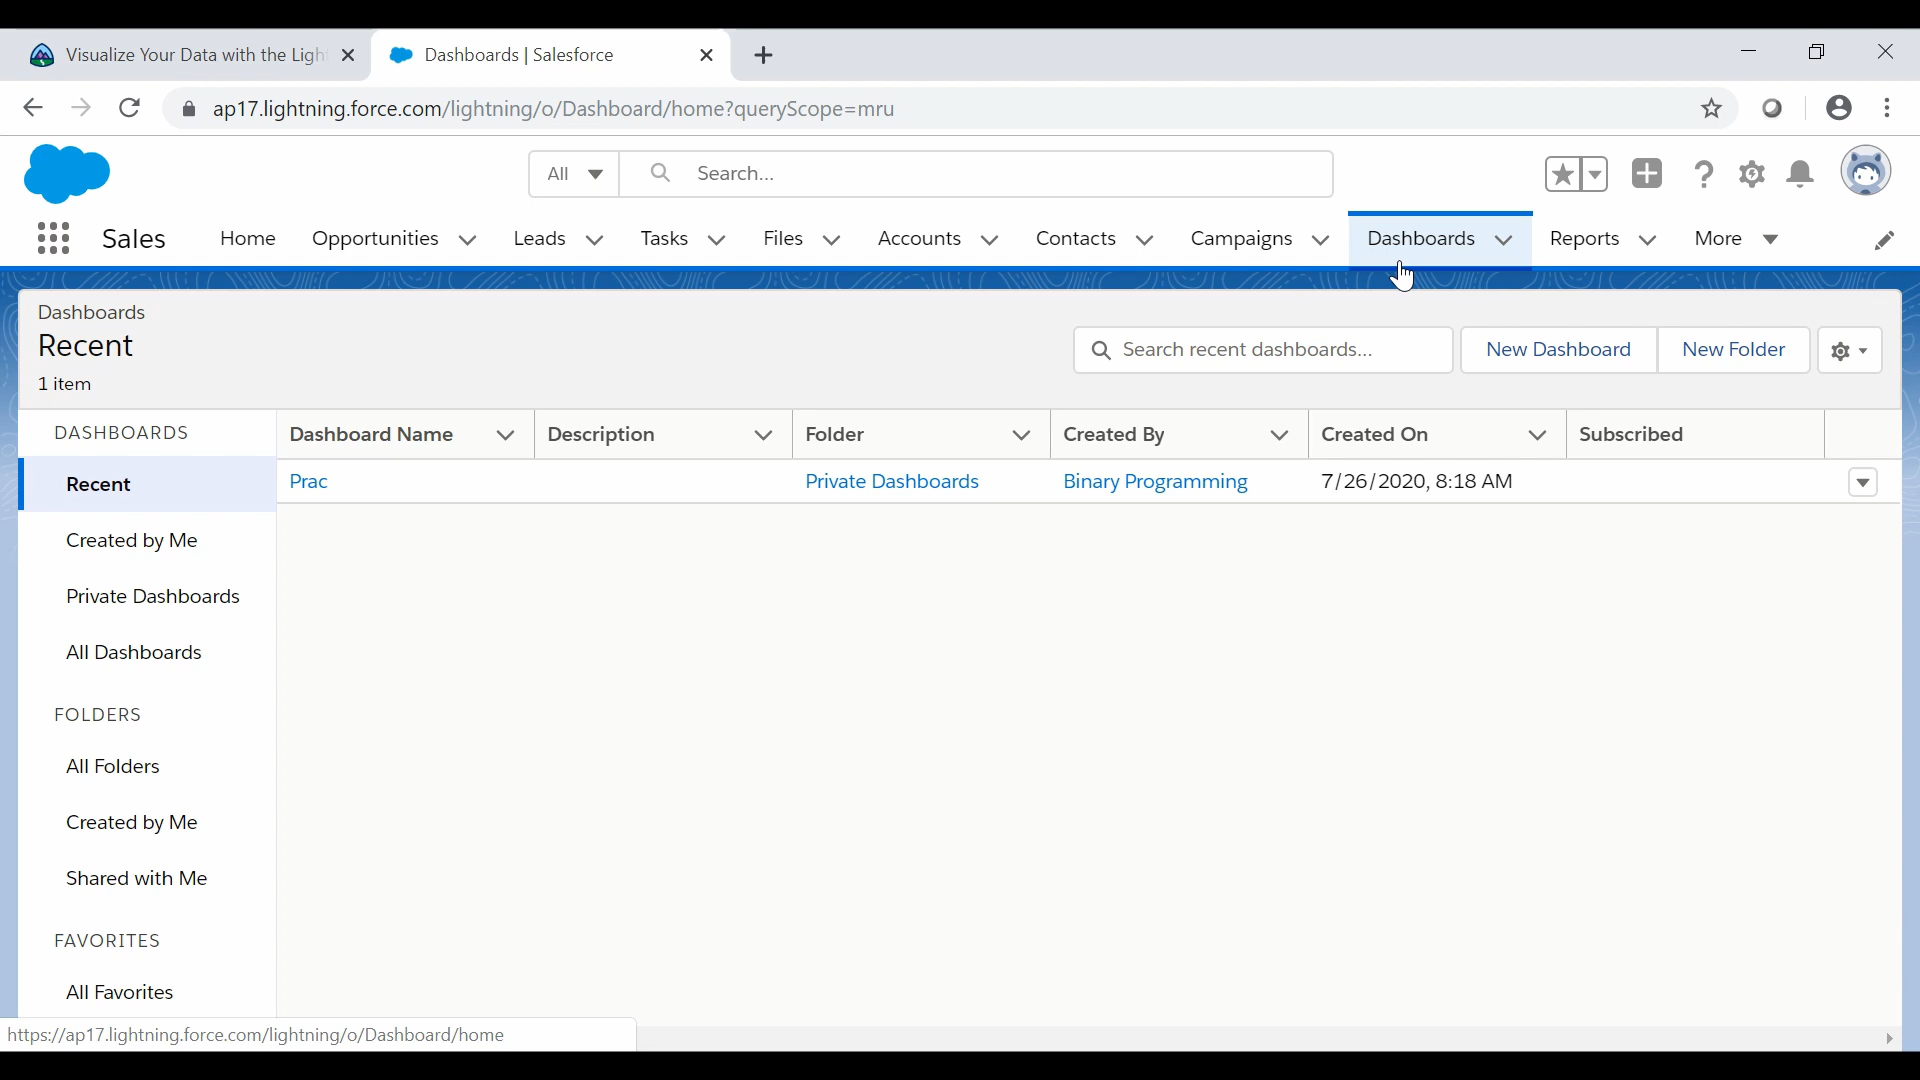 Visualize Your Data with the Ligh
Dashboards | Salesforce
ap17.lightning.force.com/lightning/o/Dashboard/home?queryScope=mru
All
Search...
Sales
Home
Opportunities
Leads
Tasks
Files
Accounts
Contacts
Campaigns
Dashboards
Reports
More
Dashboards
Recent
1 item
Search recent dashboards...
New Dashboard
New Folder
DASHBOARDS
Recent
Created by Me
Private Dashboards
All Dashboards
FOLDERS
All Folders
Created by Me
Shared with Me
FAVORITES
All Favorites
Dashboard Name
Description
Folder
Created By
Created On
Subscribed
Prac
Private Dashboards
Binary Programming
7/26/2020, 8:18 AM
https://ap17.lightning.force.com/lightning/o/Dashboard/home